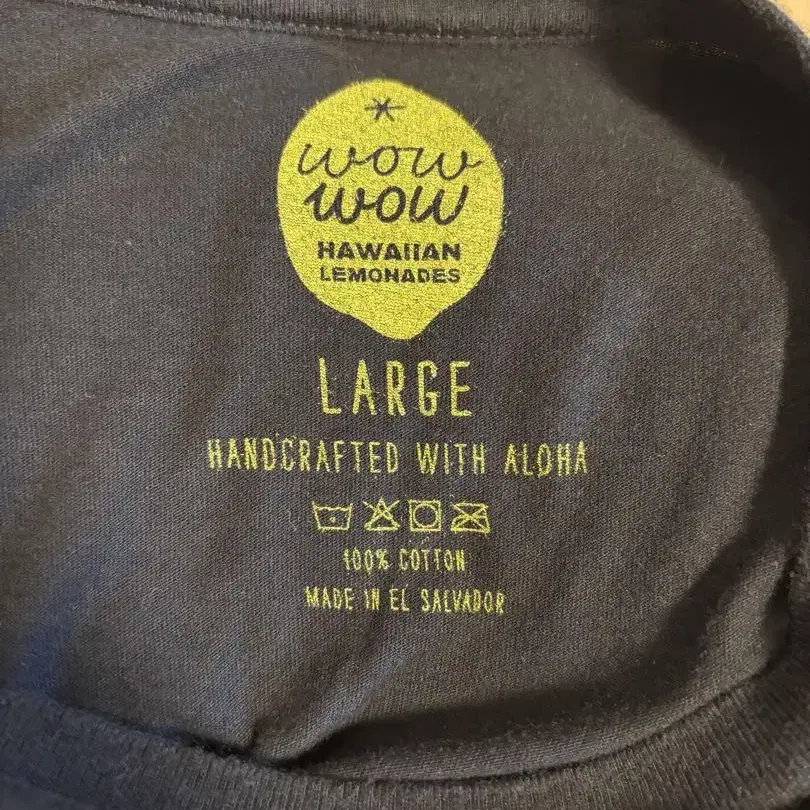 wow
wow
HAWAIIAN
LEMONADES
LARGE
HANDCRAFTED WITH ALOHA
100% COTTON
MADE IN EL SALVADOR